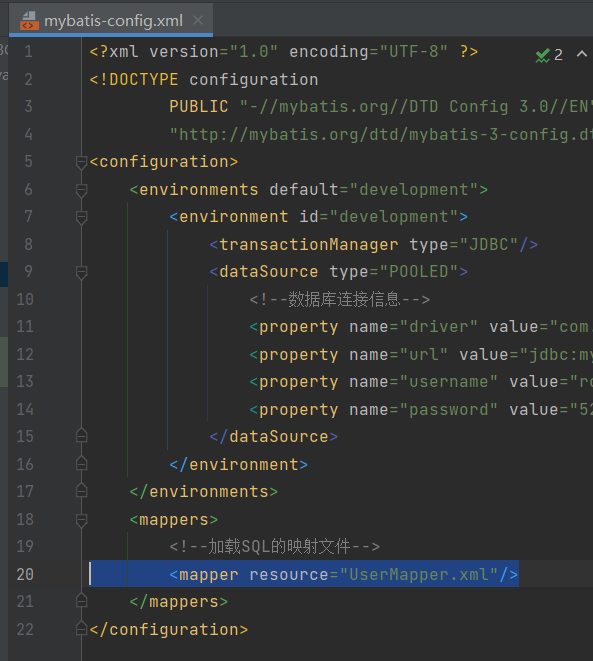 mybatis-config.xml
1 <?xml version="1.0" encoding="UTF-8" ?> 2
2 <!DOCTYPE configuration
3 PUBLIC "-//mybatis.org//DTD Config 3.0//EN"
4 "http://mybatis.org/dtd/mybatis-3-config.dt
5 <configuration>
6 <environments default="development">
7 <environment id="development">
8 <transactionManager type="JDBC"/>
9 <dataSource type="POOLED">
10 <!--数据库连接信息-->
11 <property name="driver" value="com.
12 <property name="url" value="jdbc:my
13 <property name="username" value="ro
14 <property name="password" value="52
15 </dataSource>
16 </environment>
17 </environments>
18 <mappers>
19 <!--加载SQL的映射文件-->
20 <mapper resource="UserMapper.xml"/>
21 </mappers>
22 </configuration>